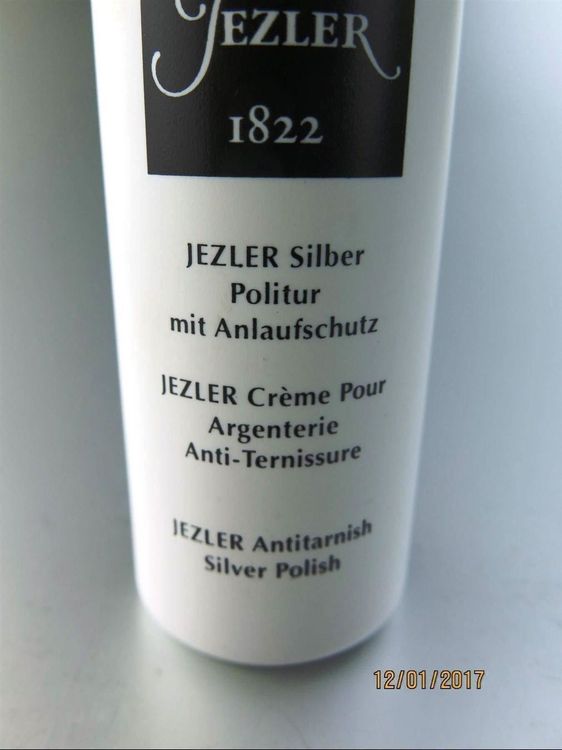 JEZLER
1822
JEZLER Silber
Politur
mit Anlaufschutz
JEZLER Crème Pour
Argenterie
Anti-Ternissure
JEZLER Antitarnish
Silver Polish
12/01/2017